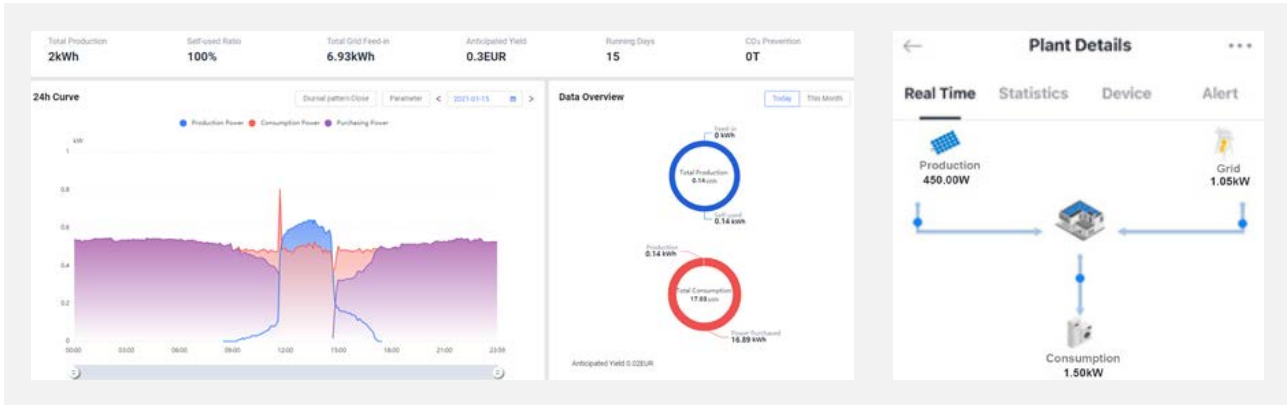 Total Production
Self-used Ratio
Total Grid Feed-in
Anticipated Yield
Running Days
CO₂ Prevention
2kWh
100%
6.93kWh
0.3EUR
15
0T
24h Curve
Diurnal pattern:Close
Parameter
<
2021-01-15
>
Production Power
Consumption Power
Purchasing Power
kW
1
0.8
0.6
0.4
0.2
0
00:00
03:00
06:00
09:00
12:00
15:00
18:00
21:00
23:59
Data Overview
Today
This Month
Feed-in
0 kWh
Total Production
0.14 kWh
Self-used
0.14 kWh
Production
0.14 kWh
Total Consumption
Power Purchased
16.89 kWh
Anticipated Yield 0.02EUR
Plant Details
Real Time
Statistics
Device
Alert
Production
450.00W
Grid
1.05kW
Consumption
1.50kW